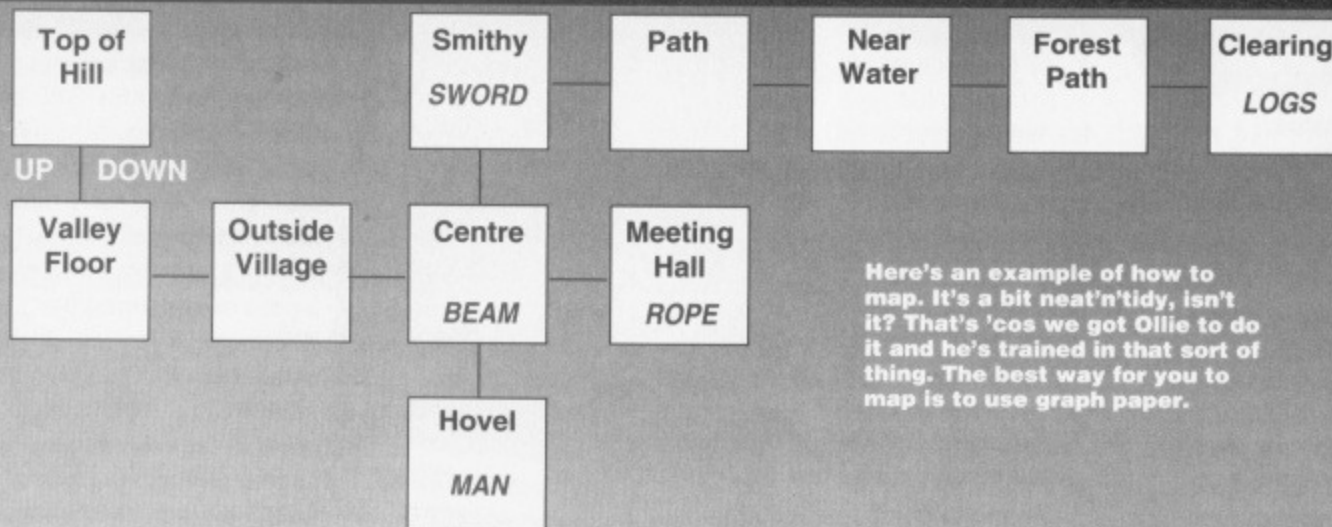 Top of
Hill
Smithy
SWORD
Path
Near
Water
Forest
Path
Clearing
LOGS
UP DOWN
Valley
Floor
Outside
Village
Centre
BEAM
Meeting
Hall
ROPE
Hovel
MAN
Here's an example of how to
map. It's a bit neat'n'tidy, isn't
it? That's 'cos we got Ollie to do
it and he's trained in that sort of
thing. The best way for you to
map is to use graph paper.